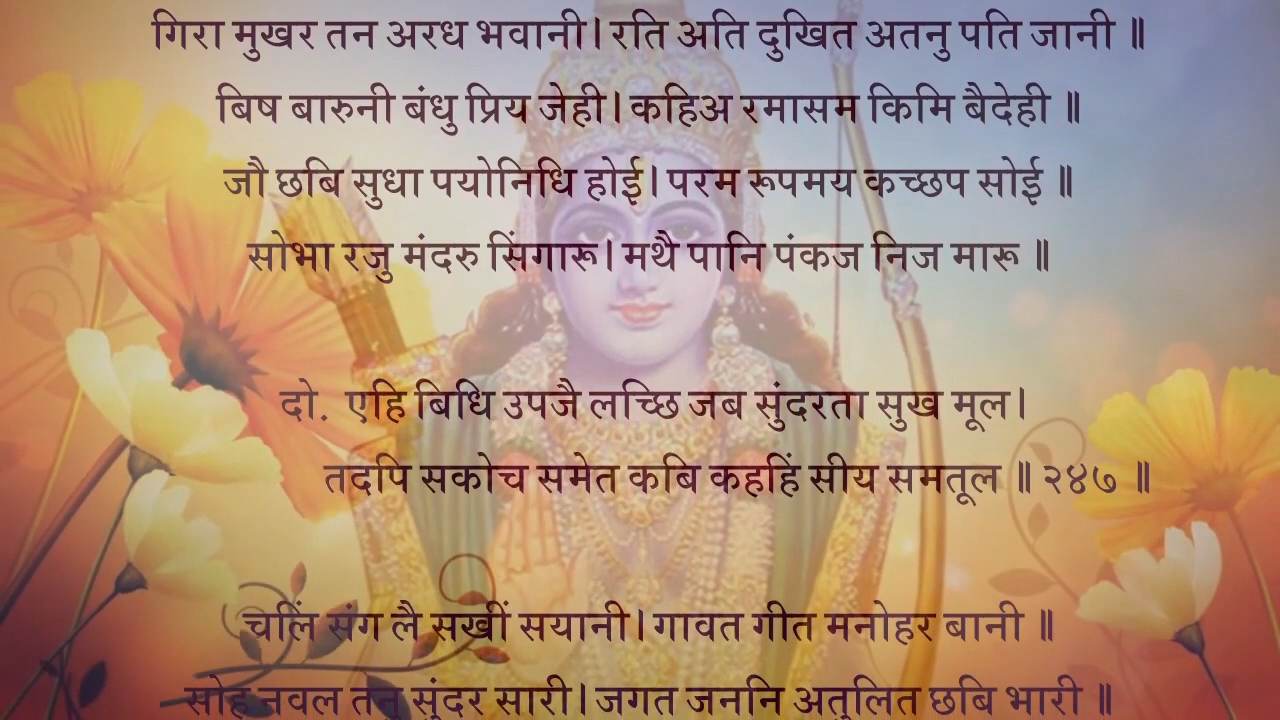 गिरा मुखर तन अरध भवानी। रति अति दुखित अतनु पति जानी ॥
बिष बारुनी बंधु प्रिय जेही। कहिअ रमासम किमि बैदेही ॥
जौ छबि सुधा पयोनिधि होई। परम रूपमय कच्छप सोई ॥
सोभा रजु मंदरु सिंगारू। मथै पानि पंकज निज मारू ॥
दो. एहि बिधि उपजै लच्छि जब सुंदरता सुख मूल।
तदपि सकोच समेत कबि कहहिं सीय समतूल ॥ २४७ ॥
चलिं संग लै सखीं सयानी। गावत गीत मनोहर बानी ॥
सोह नवल तनु सुंदर सारी। जगत जननि अतुलित छबि भारी ॥